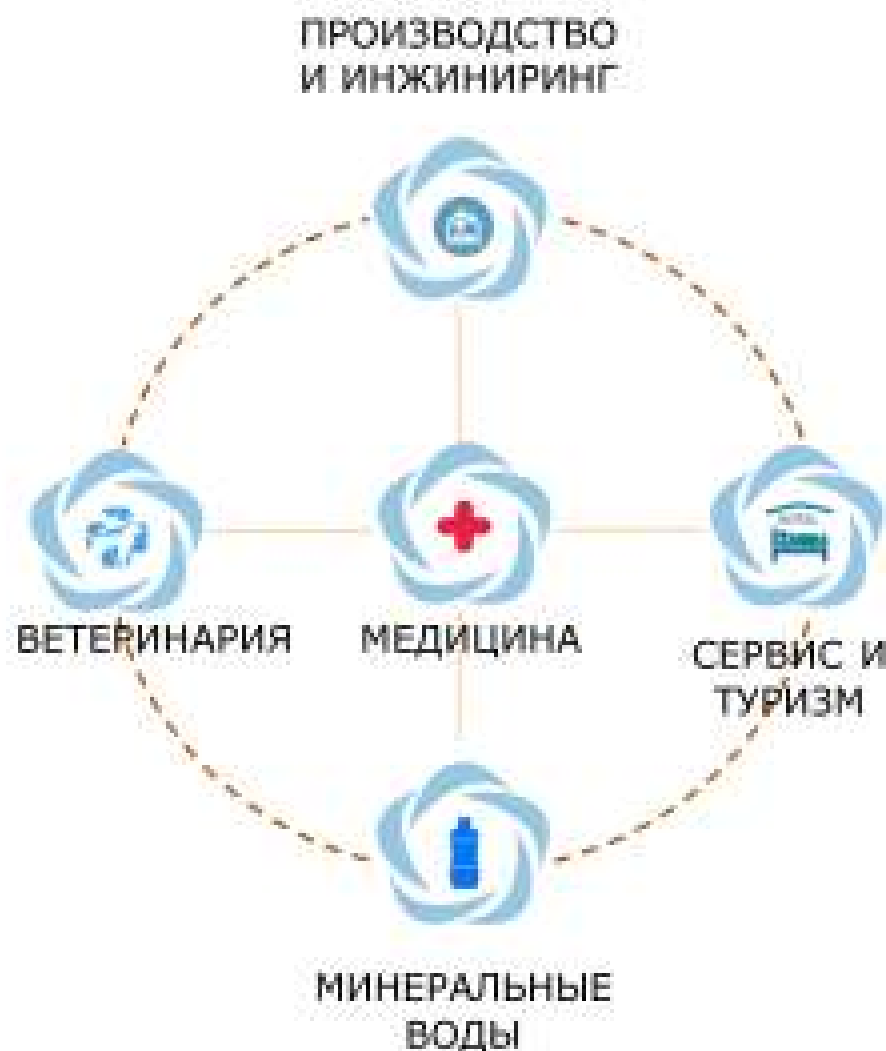 ПРОИЗВОДСТВО
И ИНЖИНИРИНГ
ВЕТЕРИНАРИЯ
МЕДИЦИНА
СЕРВИС И
ТУРИЗМ
МИНЕРАЛЬНЫЕ
ВОДЫ